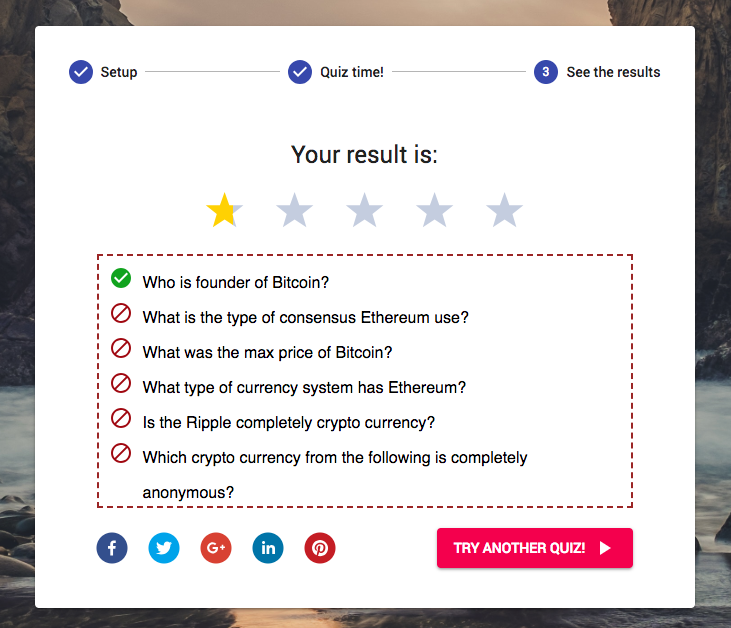 Setup
Quiz time!
3
See the results
Your result is:
Who is founder of Bitcoin?
What is the type of consensus Ethereum use?
What was the max price of Bitcoin?
What type of currency system has Ethereum?
Is the Ripple completely crypto currency?
Which crypto currency from the following is completely
anonymous?
f
G+
in
TRY ANOTHER QUIZ!